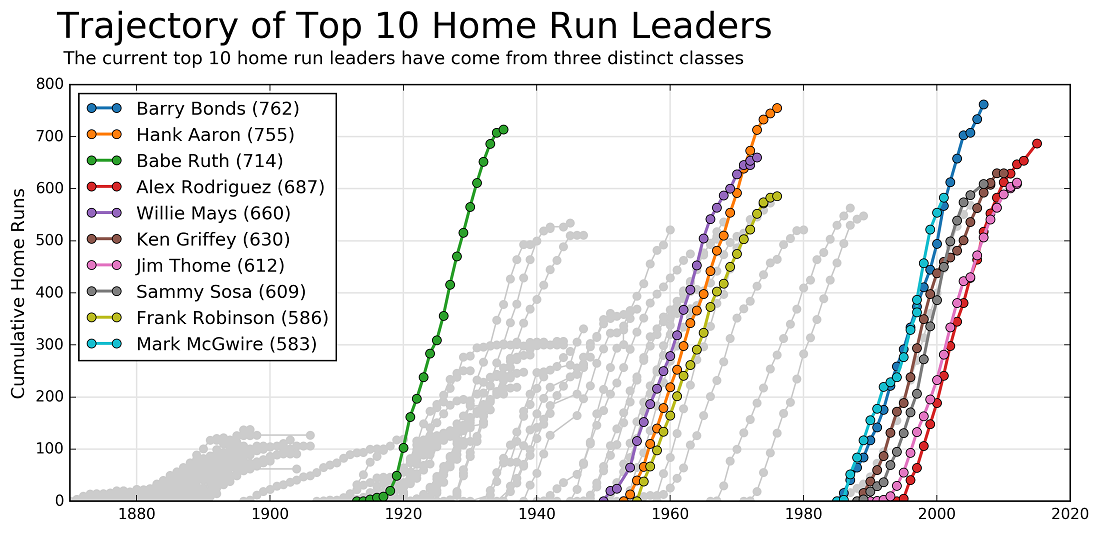 Trajectory of Top 10 Home Run Leaders
The current top 10 home run leaders have come from three distinct classes
800
700
600
500
400
300
200
100
0
Cumulative Home Runs
Barry Bonds (762)
Hank Aaron (755)
Babe Ruth (714)
Alex Rodriguez (687)
Willie Mays (660)
Ken Griffey (630)
Jim Thome (612)
Sammy Sosa (609)
Frank Robinson (586)
Mark McGwire (583)
1880 1900 1920 1940 1960 1980 2000 2020